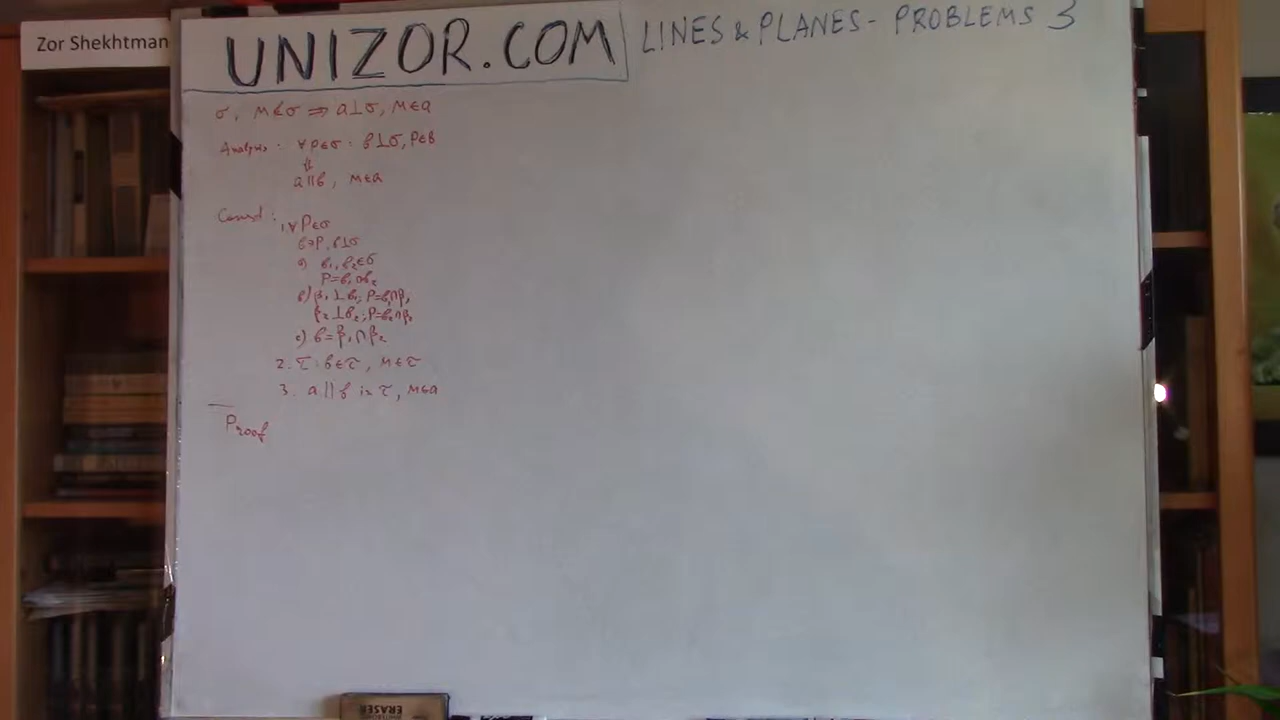 Zor Shekhtman
UNIZOR.COM
LINES & PLANES - PROBLEMS 3
σ, M∉σ ⇒ a⊥σ, M∈a
Analysis: ∀P∈σ: b⊥σ, P∈b
⇓
a∥b, M∈a
Const:
1. ∀P∈σ
b∋P, b⊥σ
a) b₁, b₂∈σ
P=b₁∩b₂
b) β₁⊥b₁; P=b₁∩β₁
β₂⊥b₂; P=b₂∩β₂
c) b=β₁∩β₂
2. τ: b∈τ, M∈τ
3. a∥b in τ, M∈a
Proof
ERASER